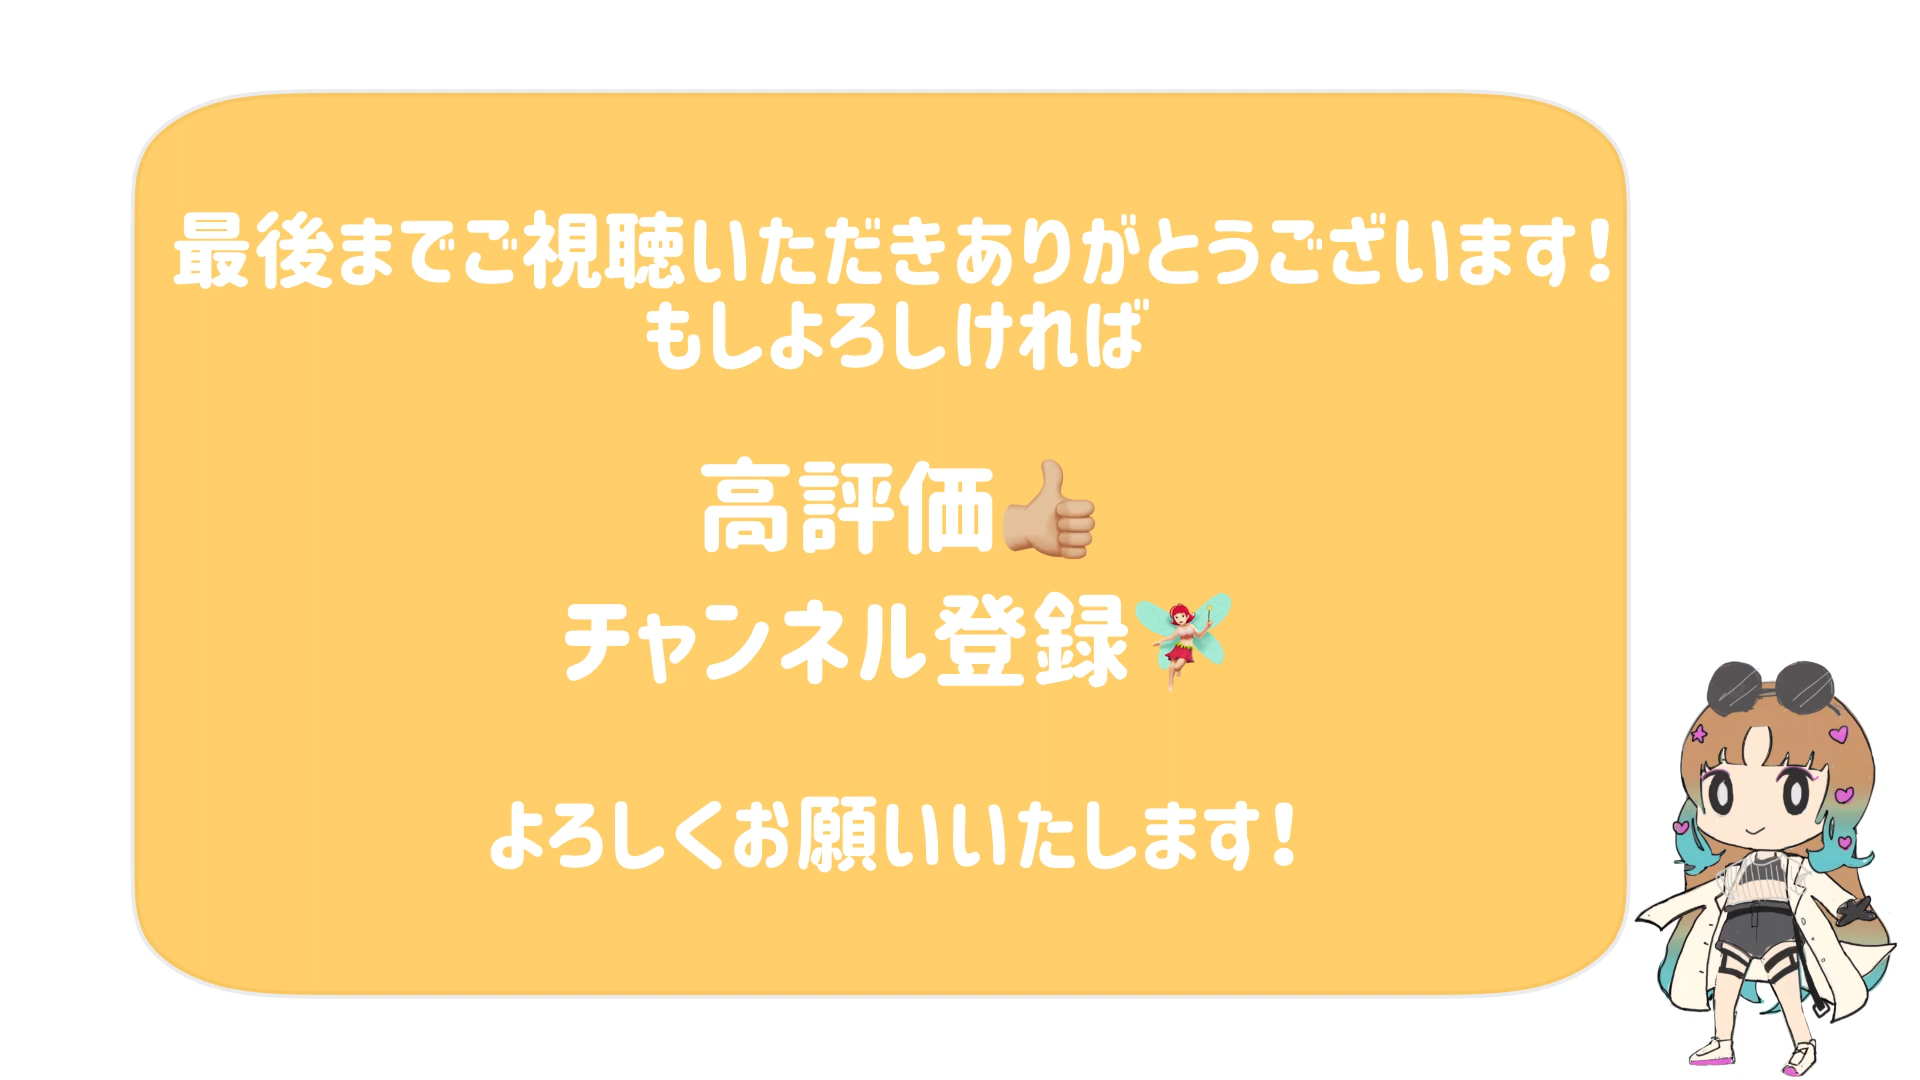 最後までご視聴いただきありがとうございます!
もしよろしければ
高評価👍🏼
チャンネル登録🧚🏻
よろしくお願いいたします!